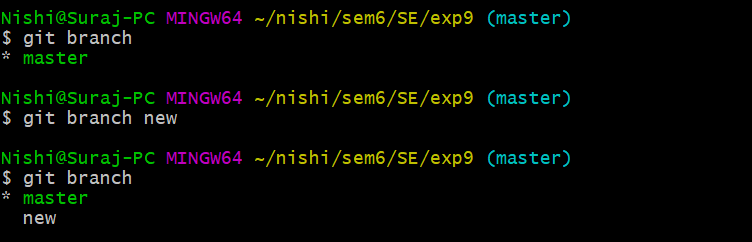 Nishi@Suraj-PC MINGW64 ~/nishi/sem6/SE/exp9 (master)
$ git branch
* master
Nishi@Suraj-PC MINGW64 ~/nishi/sem6/SE/exp9 (master)
$ git branch new
Nishi@Suraj-PC MINGW64 ~/nishi/sem6/SE/exp9 (master)
$ git branch
* master
  new